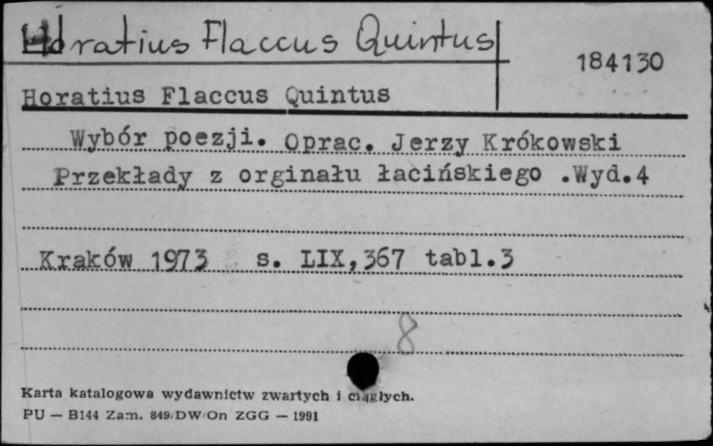 Horatius Flaccus Quintus
184130
Horatius Flaccus Quintus
Wybór poezji. Oprac. Jerzy Krókowski
Przekłady z orginału łacińskiego .Wyd.4
Kraków 1973 s. LIX,367 tabl.3
8
Karta katalogowa wydawnictw zwartych i ciągłych.
PU — B144 Zam. 849/DW/On ZGG — 1991